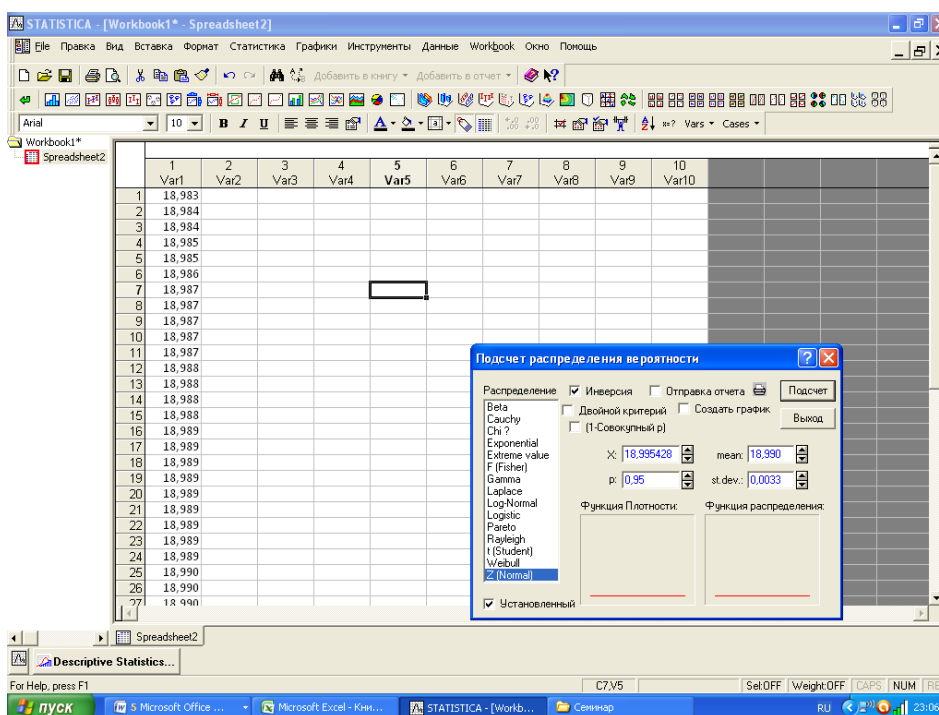 STATISTICA - [Workbook1* - Spreadsheet2]
File Правка Вид Вставка Формат Статистика Графики Инструменты Данные Workbook Окно Помощь
Добавить в книгу Добавить в отчет
Arial 10 B I U Vars Cases
Workbook1*
Spreadsheet2
1 2 3 4 5 6 7 8 9 10
Var1 Var2 Var3 Var4 Var5 Var6 Var7 Var8 Var9 Var10
1 18,983
2 18,984
3 18,984
4 18,985
5 18,985
6 18,986
7 18,987
8 18,987
9 18,987
10 18,987
11 18,987
12 18,988
13 18,988
14 18,988
15 18,988
16 18,989
17 18,989
18 18,989
19 18,989
20 18,989
21 18,989
22 18,989
23 18,989
24 18,989
25 18,990
26 18,990
27 18,990
Подсчет распределения вероятности
Распределение Инверсия Отправка отчета Подсчет
Двойной критерий Создать график Выход
(1-Совокупный p)
Beta
Cauchy
Chi ?
Exponential
Extreme value
F (Fisher)
Gamma
Laplace
Log-Normal
Logistic
Pareto
Rayleigh
t (Student)
Weibull
Z (Normal)
X: 18,995428 mean: 18,990
p: 0,95 st.dev.: 0,0033
Функция Плотности: Функция распределения:
Установленный
Spreadsheet2
Descriptive Statistics...
For Help, press F1 C7,V5 Sel:OFF Weight:OFF CAPS NUM
пуск 5 Microsoft Office ... Microsoft Excel - Кни... STATISTICA - [Workb... Семинар RU 23:06